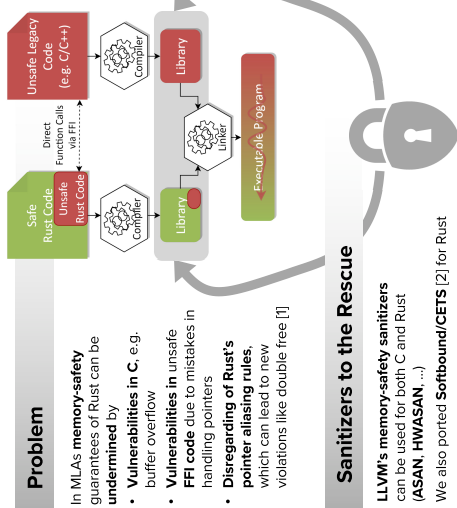 Problem
In MLAs memory-safety
guarantees of Rust can be
undermined by
• Vulnerabilities in C, e.g.
buffer overflow
• Vulnerabilities in unsafe
FFI code due to mistakes in
handling pointers
• Disregarding of Rust's
pointer aliasing rules,
which can lead to new
violations like double free [1]
Safe
Rust Code
Unsafe
Rust Code
Direct
Function Calls
via FFI
Unsafe Legacy
Code
(e.g. C/C++)
Compiler
Compiler
Library
Library
Linker
Executable Program
Sanitizers to the Rescue
LLVM's memory-safety sanitizers
can be used for both C and Rust
(ASAN, HWASAN, ...)
We also ported Softbound/CETS [2] for Rust